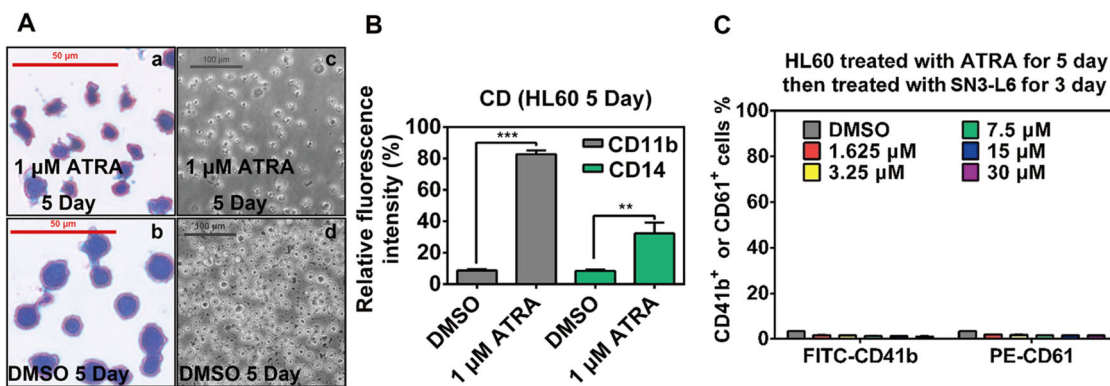 A
50 µm
a
1 µM ATRA
5 Day
100 µm
c
1 µM ATRA
5 Day
50 µm
b
DMSO 5 Day
100 µm
d
DMSO 5 Day
B
CD (HL60 5 Day)
Relative fluorescence
intensity (%)
100
80
60
40
20
0
***
**
CD11b
CD14
DMSO
1 µM ATRA
DMSO
1 µM ATRA
C
HL60 treated with ATRA for 5 day
then treated with SN3-L6 for 3 day
CD41b+ or CD61+ cells %
100
80
60
40
20
0
DMSO
1.625 µM
3.25 µM
7.5 µM
15 µM
30 µM
FITC-CD41b
PE-CD61